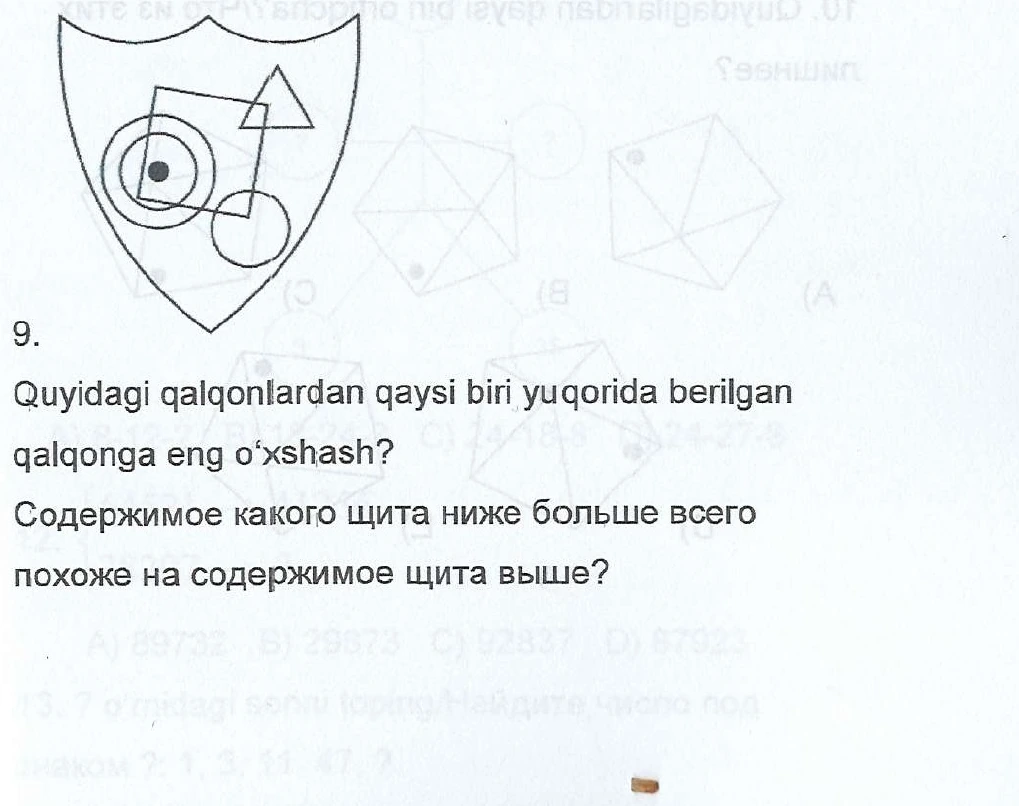 9.
Quyidagi qalqonlardan qaysi biri yuqorida berilgan
qalqonga eng o‘xshash?
Содержимое какого щита ниже больше всего
похоже на содержимое щита выше?